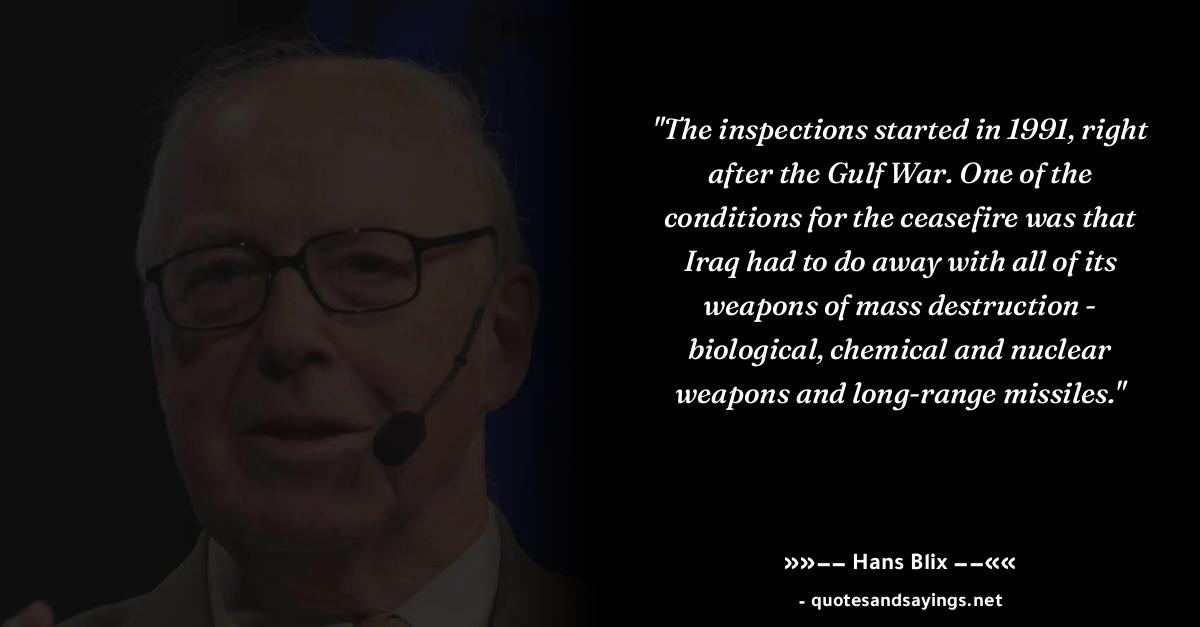 "The inspections started in 1991, right
after the Gulf War. One of the
conditions for the ceasefire was that
Iraq had to do away with all of its
weapons of mass destruction -
biological, chemical and nuclear
weapons and long-range missiles."
»»−− Hans Blix −−««
- quotesandsayings.net